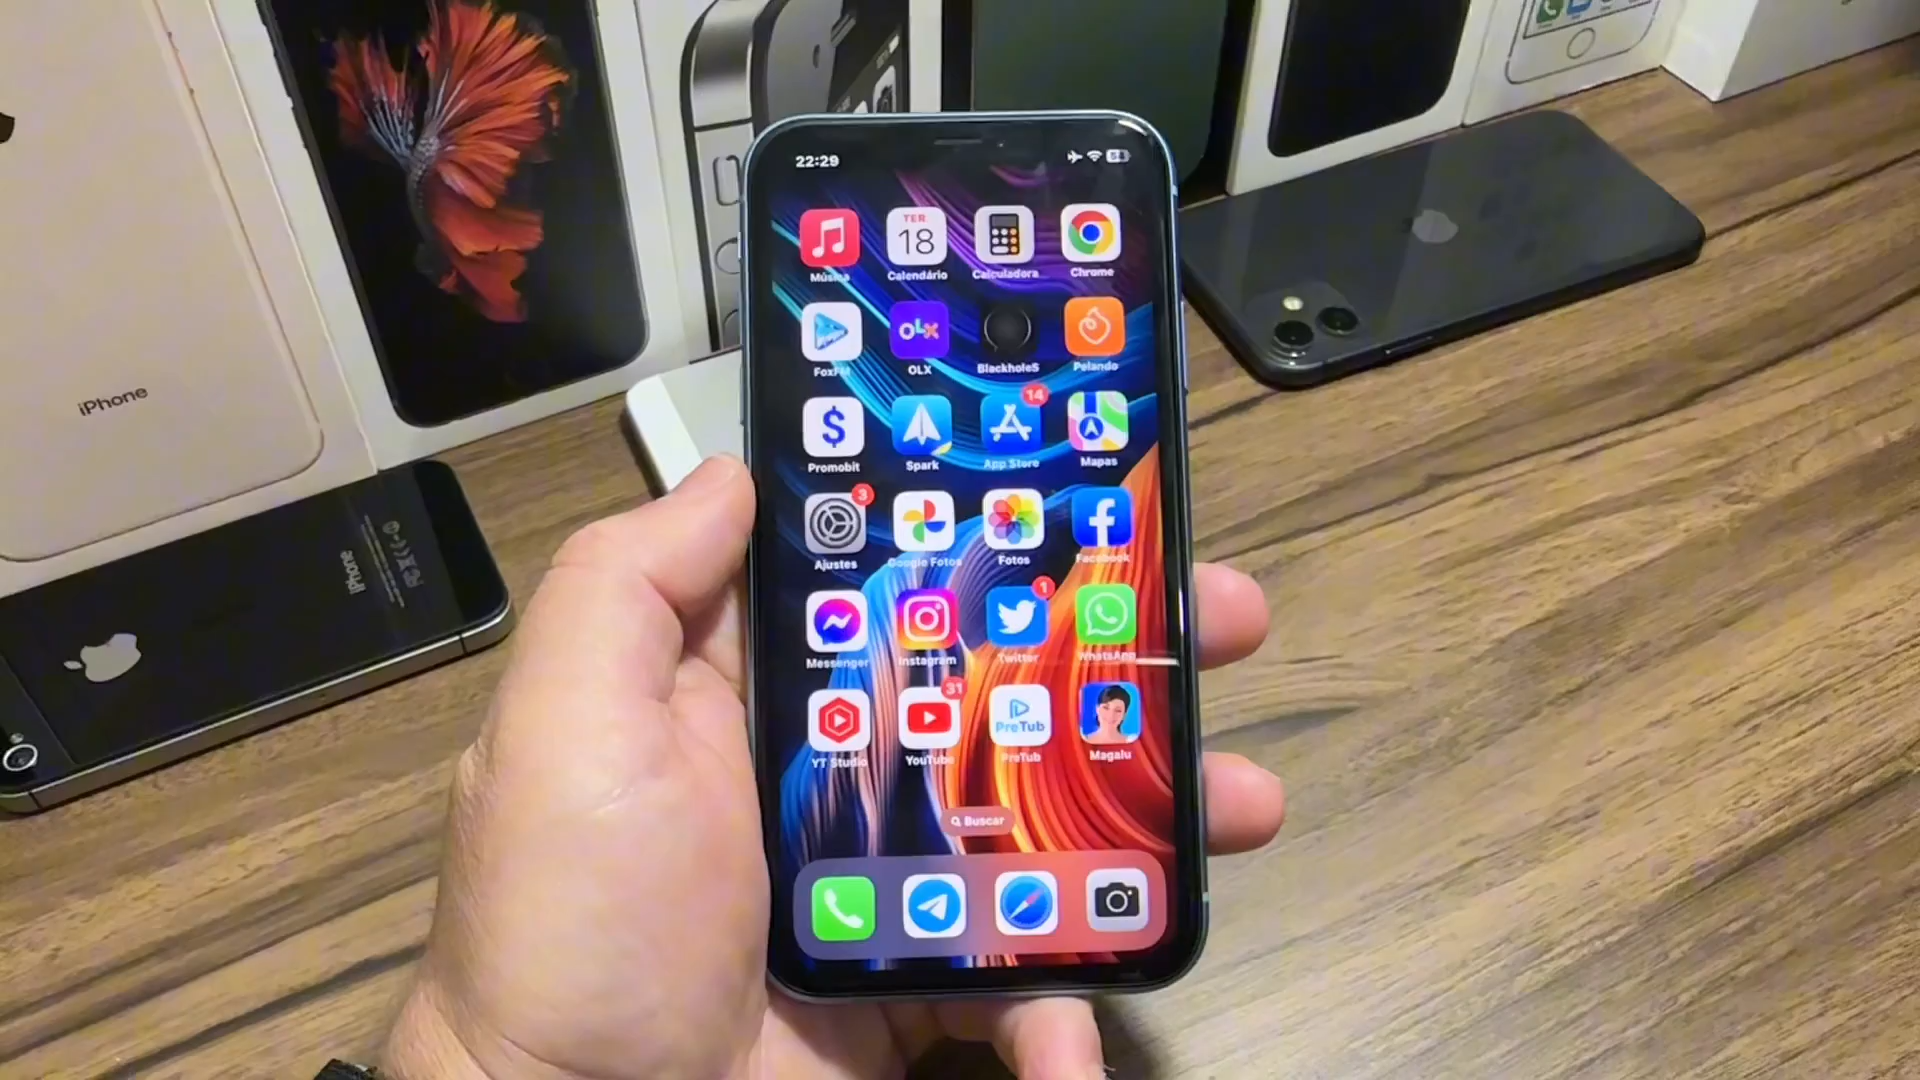 22:29
54
TER
18
Música
Calendário
Calculadora
Chrome
OLX
FoxFM
OLX
BlackholeS
Pelando
14
$
Promobit
Spark
App Store
Mapas
3
Ajustes
Google Fotos
Fotos
Facebook
1
Messenger
Instagram
Twitter
WhatsApp
31
PreTub
YT Studio
YouTube
PreTub
Magalu
Buscar
iPhone
iPhone